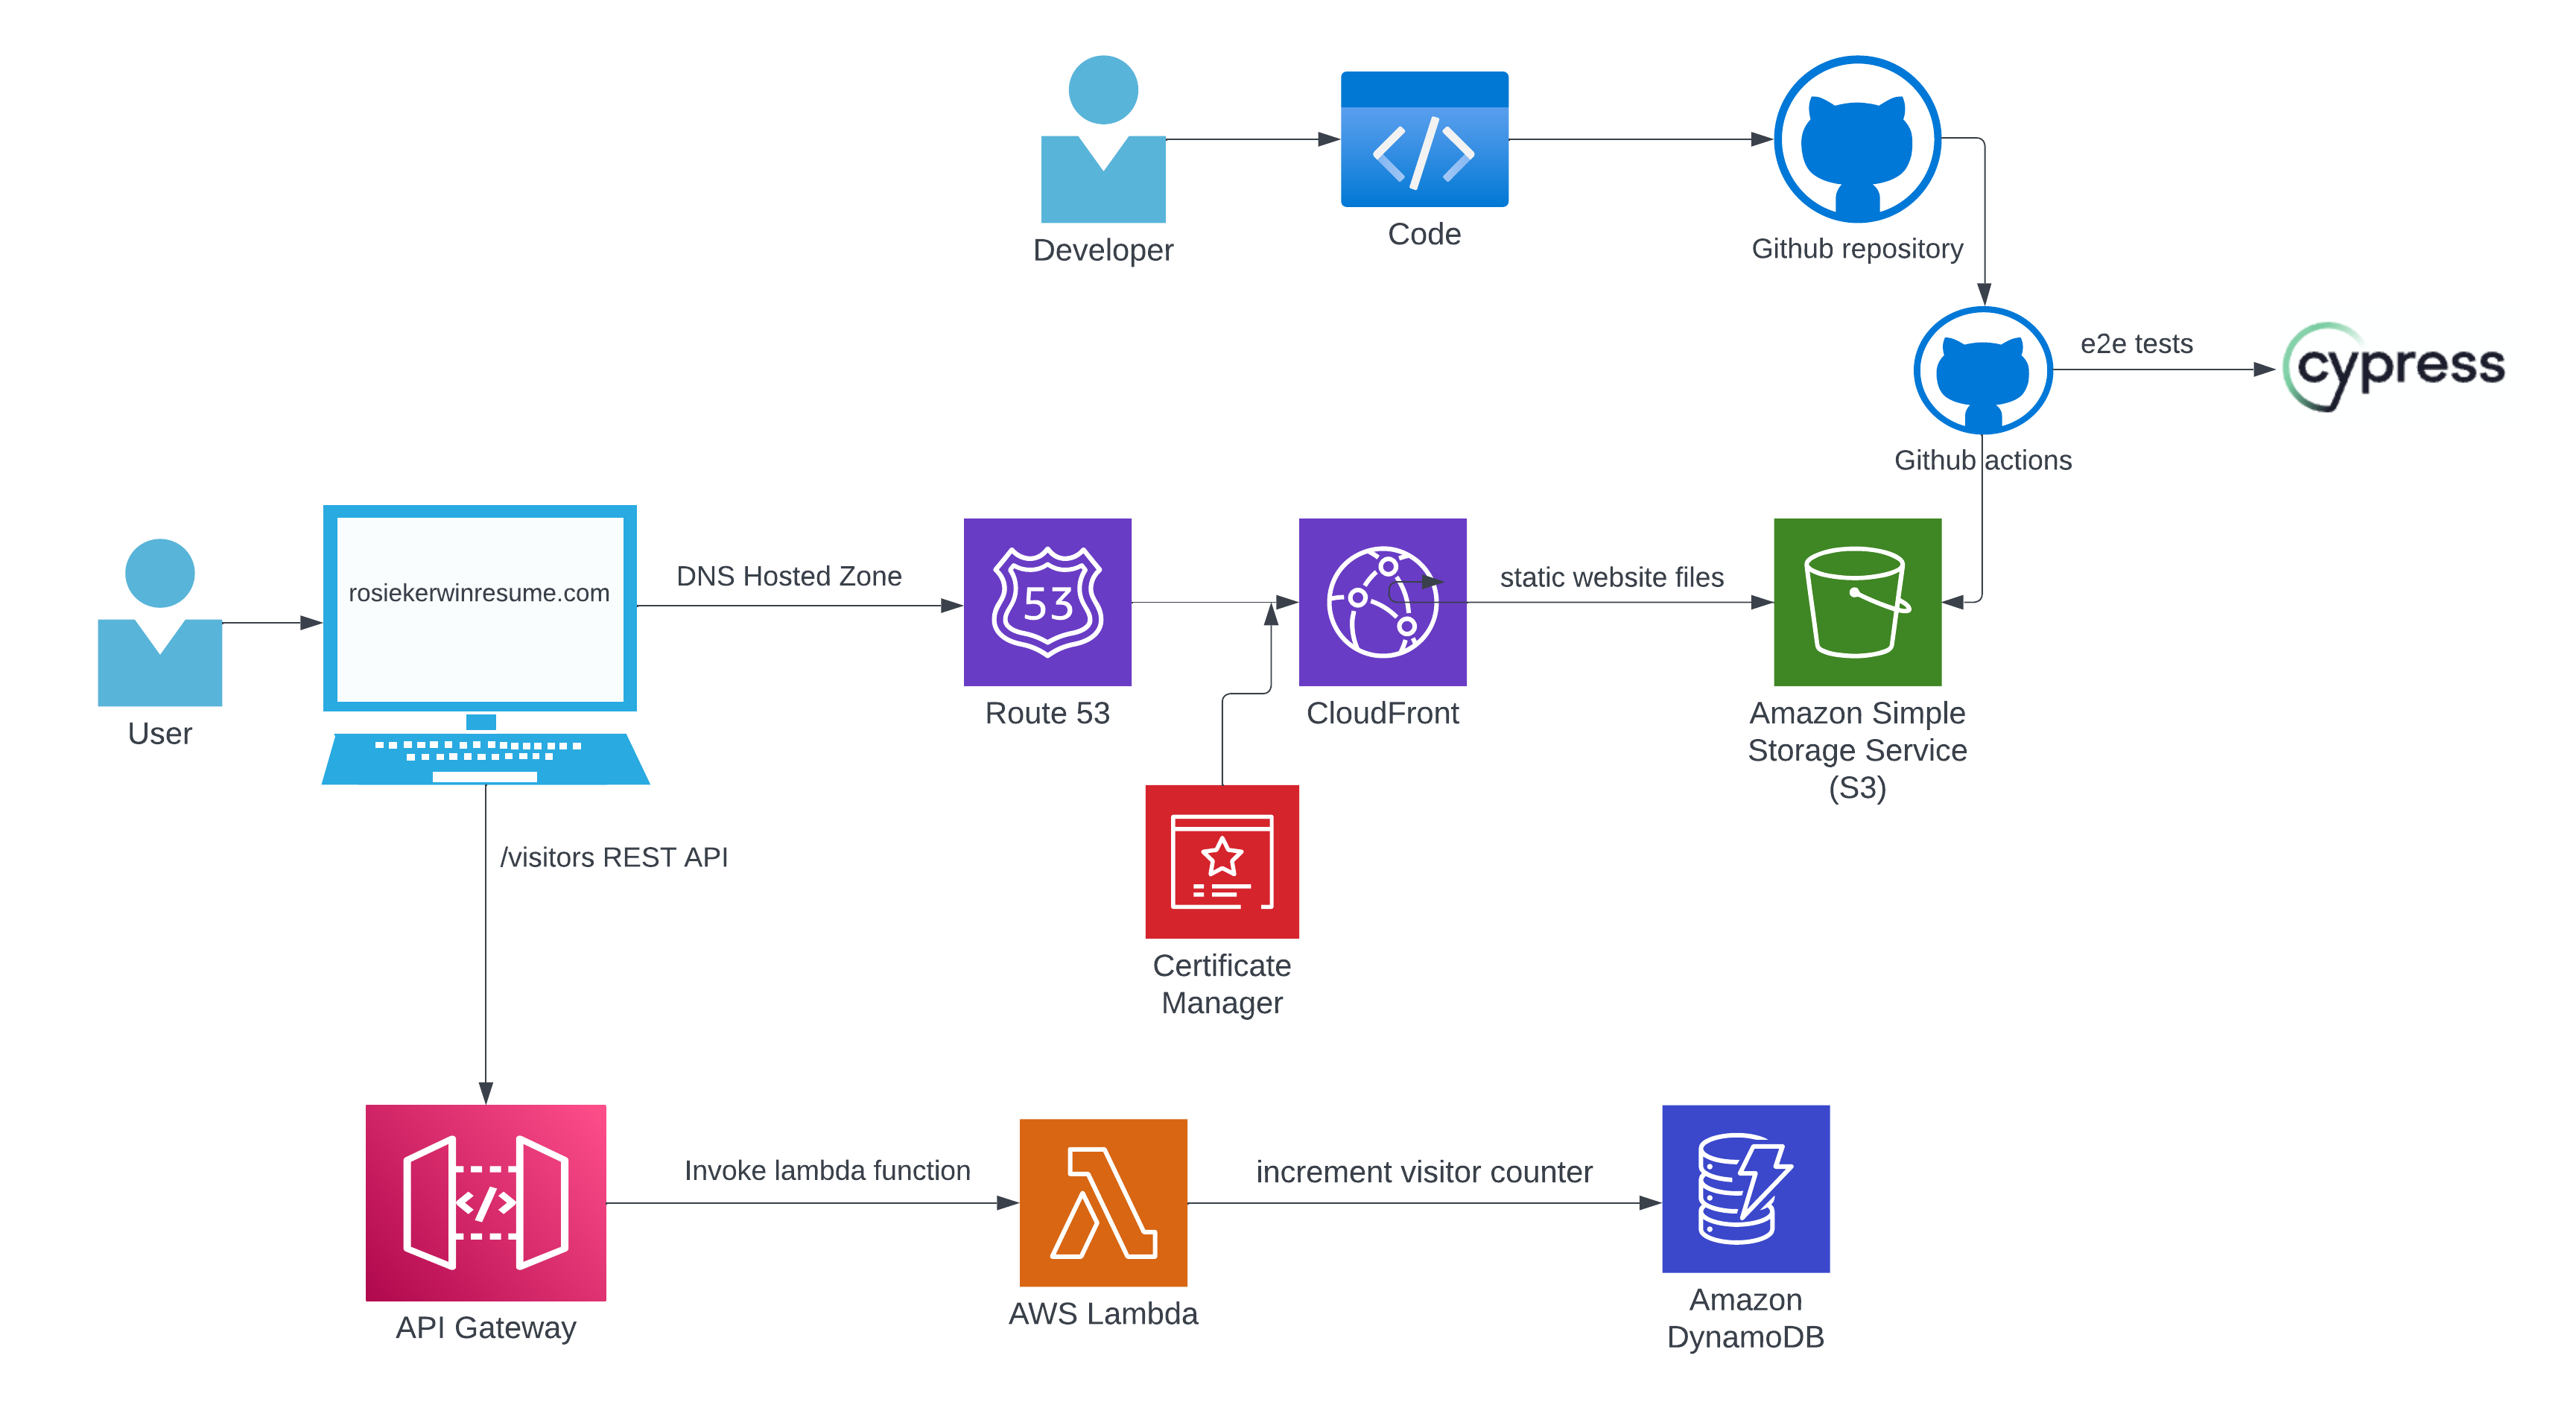 Developer
Code
Github repository
e2e tests
cypress
Github actions
User
rosiekerwinresume.com
DNS Hosted Zone
53
Route 53
CloudFront
static website files
Amazon Simple
Storage Service
(S3)
/visitors REST API
Certificate
Manager
</>
API Gateway
Invoke lambda function
AWS Lambda
increment visitor counter
Amazon
DynamoDB